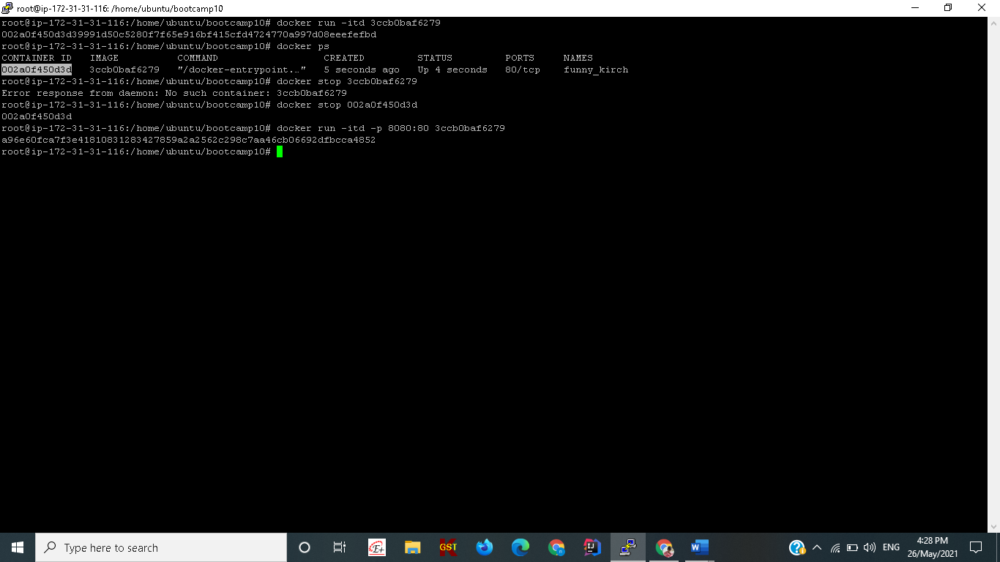 root@ip-172-31-31-116: /home/ubuntu/bootcamp10
root@ip-172-31-31-116:/home/ubuntu/bootcamp10# docker run -itd 3ccb0baf6279
002a0f450d3d39991d50c5280f7f65e916bf415cfd4724770a997d08eeefefbd
root@ip-172-31-31-116:/home/ubuntu/bootcamp10# docker ps
CONTAINER ID IMAGE COMMAND CREATED STATUS PORTS NAMES
002a0f450d3d 3ccb0baf6279 "/docker-entrypoint.…" 5 seconds ago Up 4 seconds 80/tcp funny_kirch
root@ip-172-31-31-116:/home/ubuntu/bootcamp10# docker stop 3ccb0baf6279
Error response from daemon: No such container: 3ccb0baf6279
root@ip-172-31-31-116:/home/ubuntu/bootcamp10# docker stop 002a0f450d3d
002a0f450d3d
root@ip-172-31-31-116:/home/ubuntu/bootcamp10# docker run -itd -p 8080:80 3ccb0baf6279
a96e60fca7f3e41810831283427859a2a2562c298c7aa46cb06692dfbcca4852
root@ip-172-31-31-116:/home/ubuntu/bootcamp10#
Type here to search
E+
GST
IJ
W
ENG
4:28 PM
26/May/2021